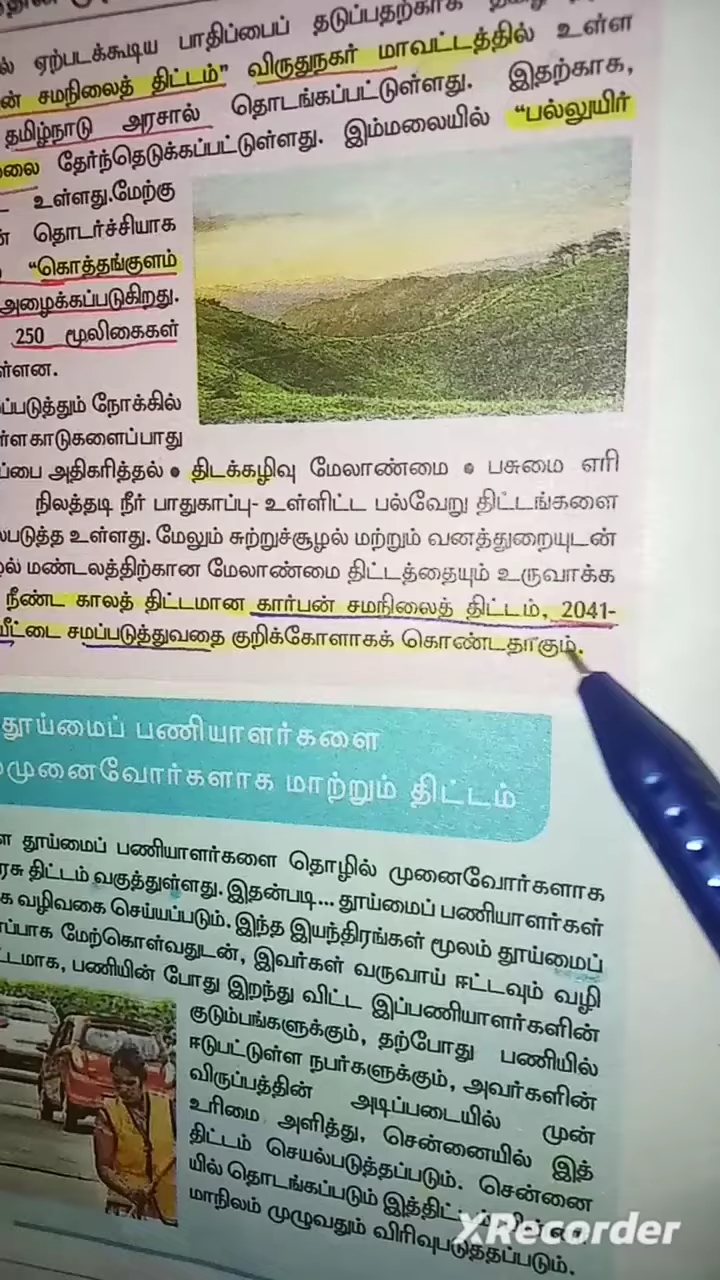 ல் ஏற்படக்கூடிய பாதிப்பைப் தடுப்பதற்காக
ன் சமநிலைத் திட்டம்" விருதுநகர் மாவட்டத்தில் உள்ள
தமிழ்நாடு அரசால் தொடங்கப்பட்டுள்ளது. இதற்காக,
லை தேர்ந்தெடுக்கப்பட்டுள்ளது. இம்மலையில் "பல்லுயிர்
உள்ளது.மேற்கு
ன் தொடர்ச்சியாக
"கொத்தங்குளம்
அழைக்கப்படுகிறது.
250 மூலிகைகள்
ள்ளன.
ப்படுத்தும் நோக்கில்
ள்ளகாடுகளைப்பாது
ப்பை அதிகரித்தல் • திடக்கழிவு மேலாண்மை • பசுமை எரி
நிலத்தடி நீர் பாதுகாப்பு- உள்ளிட்ட பல்வேறு திட்டங்களை
ல்படுத்த உள்ளது. மேலும் சுற்றுச்சூழல் மற்றும் வனத்துறையுடன்
ழல் மண்டலத்திற்கான மேலாண்மை திட்டத்தையும் உருவாக்க
நீண்ட காலத் திட்டமான கார்பன் சமநிலைத் திட்டம், 2041-
வீட்டை சமப்படுத்துவதை குறிக்கோளாகக் கொண்டதாகும்.
தூய்மைப் பணியாளர்களை
முனைவோர்களாக மாற்றும் திட்டம்
ள தூய்மைப் பணியாளர்களை தொழில் முனைவோர்களாக
ரசு திட்டம் வகுத்துள்ளது. இதன்படி... தூய்மைப் பணியாளர்கள்
க வழிவகை செய்யப்படும். இந்த இயந்திரங்கள் மூலம் தூய்மைப்
ப்பாக மேற்கொள்வதுடன், இவர்கள் வருவாய் ஈட்டவும் வழி
ட்டமாக, பணியின் போது இறந்து விட்ட இப்பணியாளர்களின்
குடும்பங்களுக்கும், தற்போது பணியில்
ஈடுபட்டுள்ள நபர்களுக்கும், அவர்களின்
விருப்பத்தின் அடிப்படையில் முன்
உரிமை அளித்து, சென்னையில் இத்
திட்டம் செயல்படுத்தப்படும். சென்னை
யில் தொடங்கப்படும் இத்திட்
மாநிலம் முழுவதும் விரிவுபடுத்தப்படும்.
XRecorder